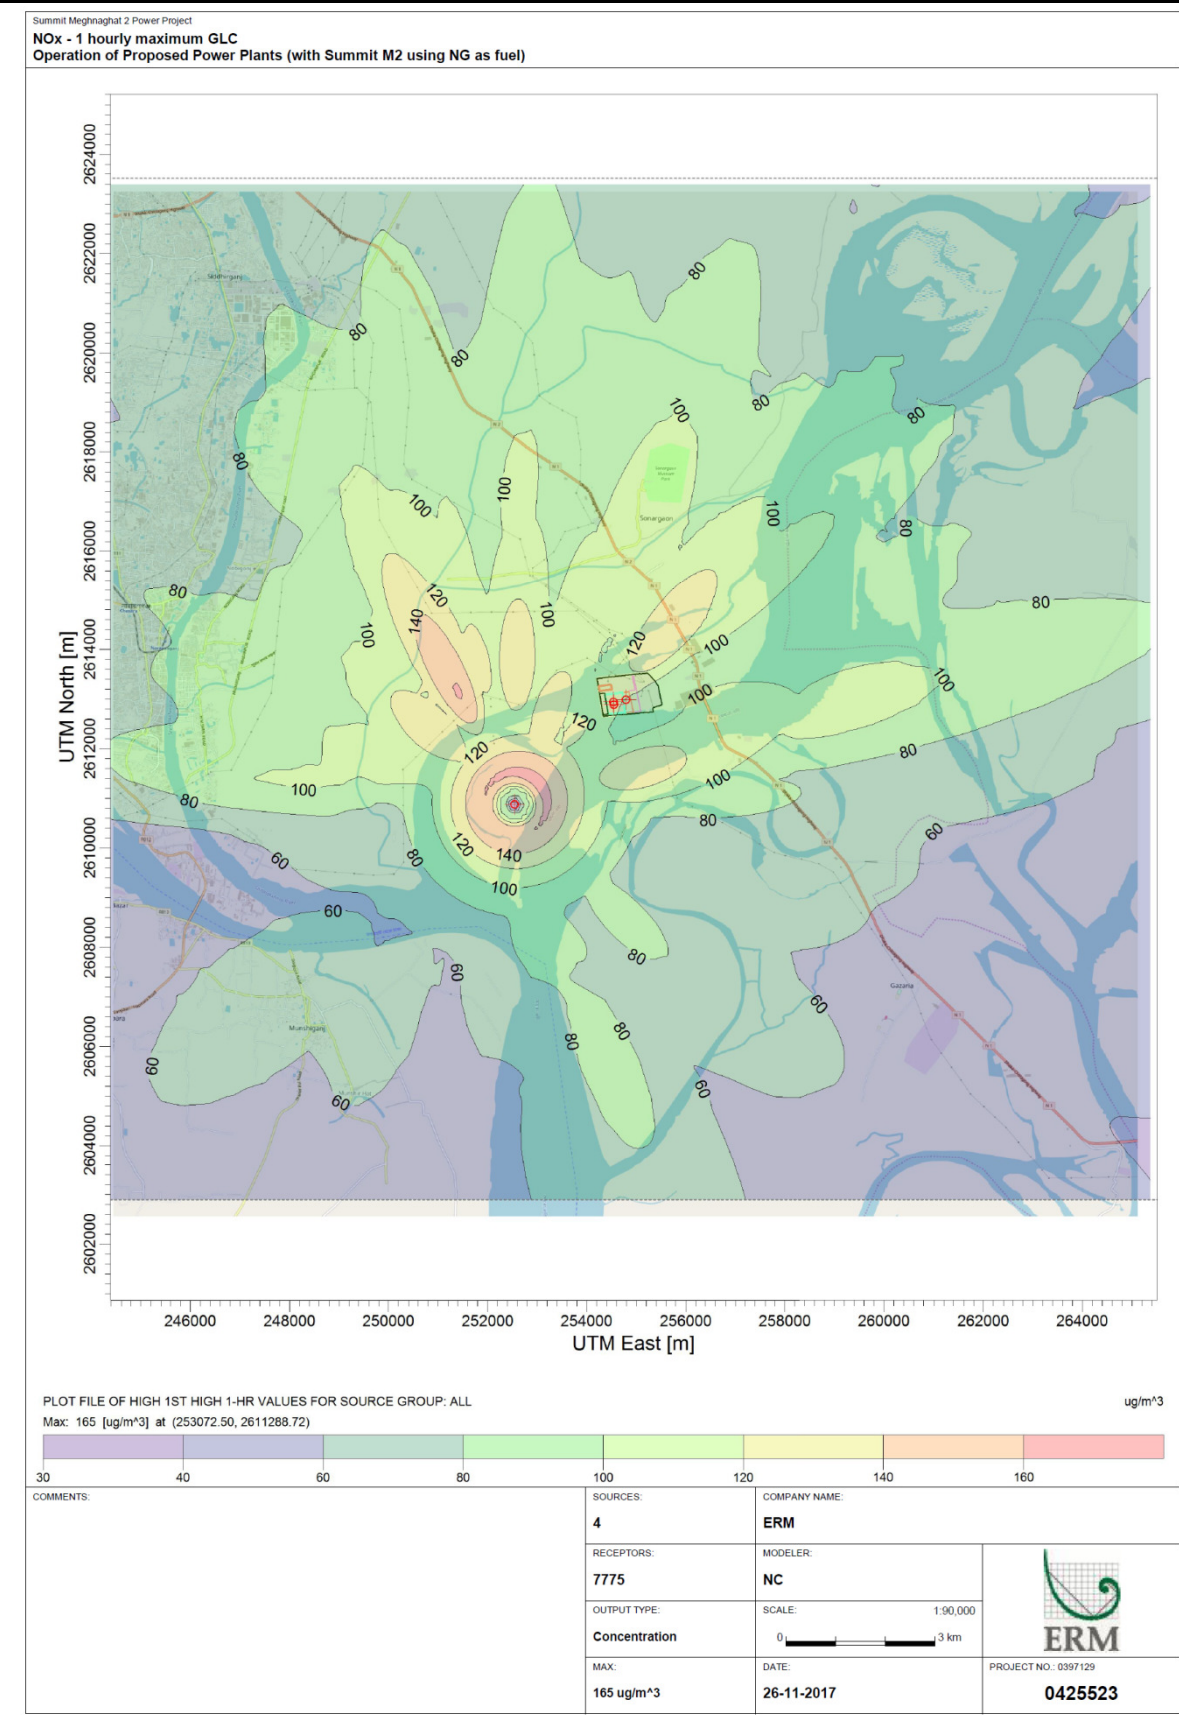 Summit Meghnaghat 2 Power Project
NOx - 1 hourly maximum GLC
Operation of Proposed Power Plants (with Summit M2 using NG as fuel)
UTM North [m]
2624000
2622000
2620000
2618000
2616000
2614000
2612000
2610000
2608000
2606000
2604000
2602000
Siddhirganj
80
80
80
80
80
80
80
80
80
100
100
100
100
100
100
100
120
140
120
120
100
100
100
120
100
80
80
80
100
80
80
120
140
100
60
60
60
60
80
80
80
60
60
60
60
Sonargaon
Munshiganj
Gazaria
246000 248000 250000 252000 254000 256000 258000 260000 262000 264000
UTM East [m]
PLOT FILE OF HIGH 1ST HIGH 1-HR VALUES FOR SOURCE GROUP: ALL
ug/m^3
Max: 165 [ug/m^3] at (253072.50, 2611288.72)
30 40 60 80 100 120 140 160
COMMENTS:
SOURCES:
4
COMPANY NAME:
ERM
RECEPTORS:
7775
MODELER:
NC
OUTPUT TYPE:
Concentration
SCALE: 1:90,000
0 3 km
ERM
MAX:
165 ug/m^3
DATE:
26-11-2017
PROJECT NO.: 0397129
0425523